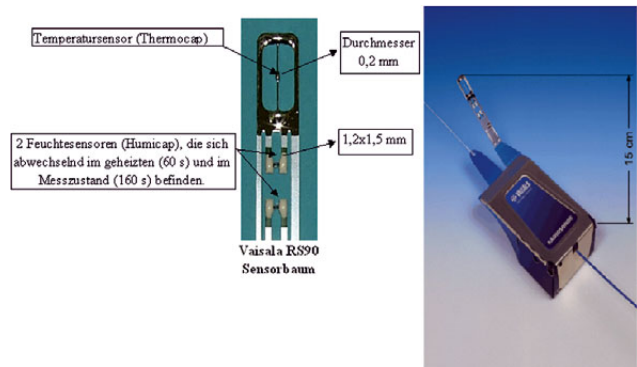 Temperatursensor (Thermocap)
Durchmesser
0,2 mm
2 Feuchtesensoren (Humicap), die sich
abwechselnd im geheizten (60 s) und im
Messzustand (160 s) befinden.
1,2x1,5 mm
Vaisala RS90
Sensorbaum
15 cm